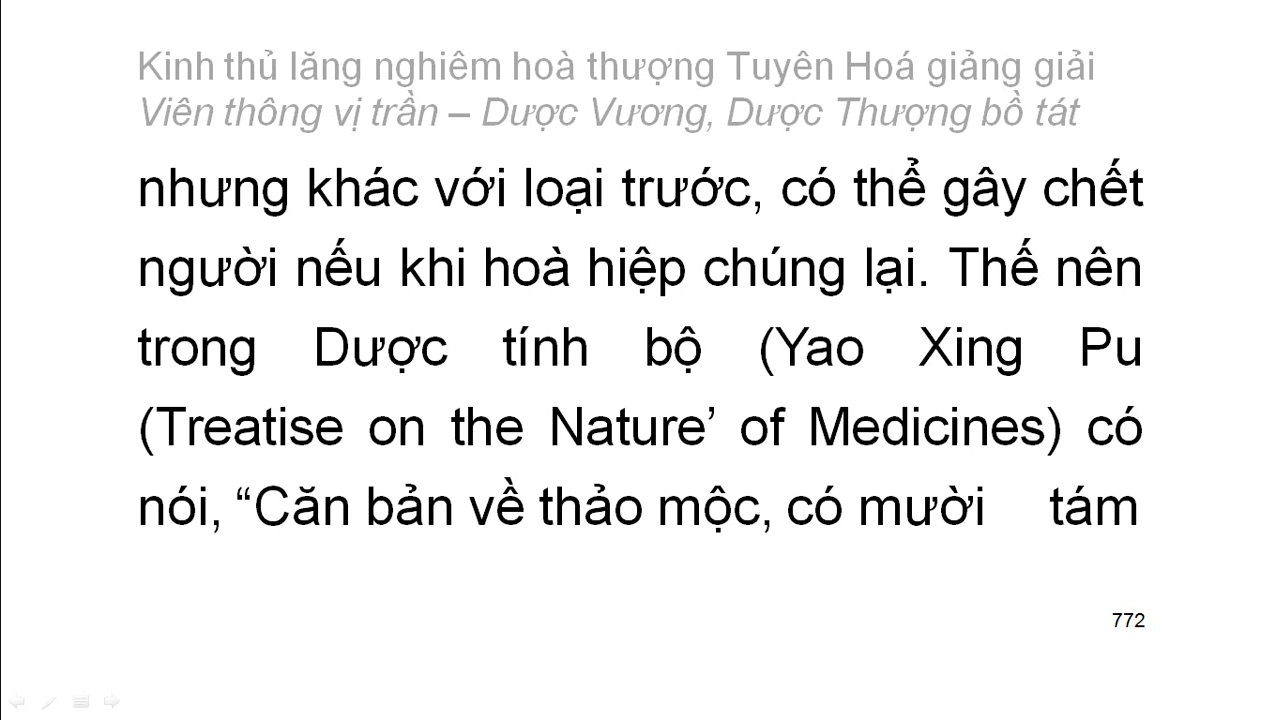 Kinh thủ lăng nghiêm hoà thượng Tuyên Hoá giảng giải
Viên thông vị trần – Dược Vương, Dược Thượng bồ tát
nhưng khác với loại trước, có thể gây chết
người nếu khi hoà hiệp chúng lại. Thế nên
trong Dược tính bộ (Yao Xing Pu
(Treatise on the Nature’ of Medicines) có
nói, “Căn bản về thảo mộc, có mười tám
772